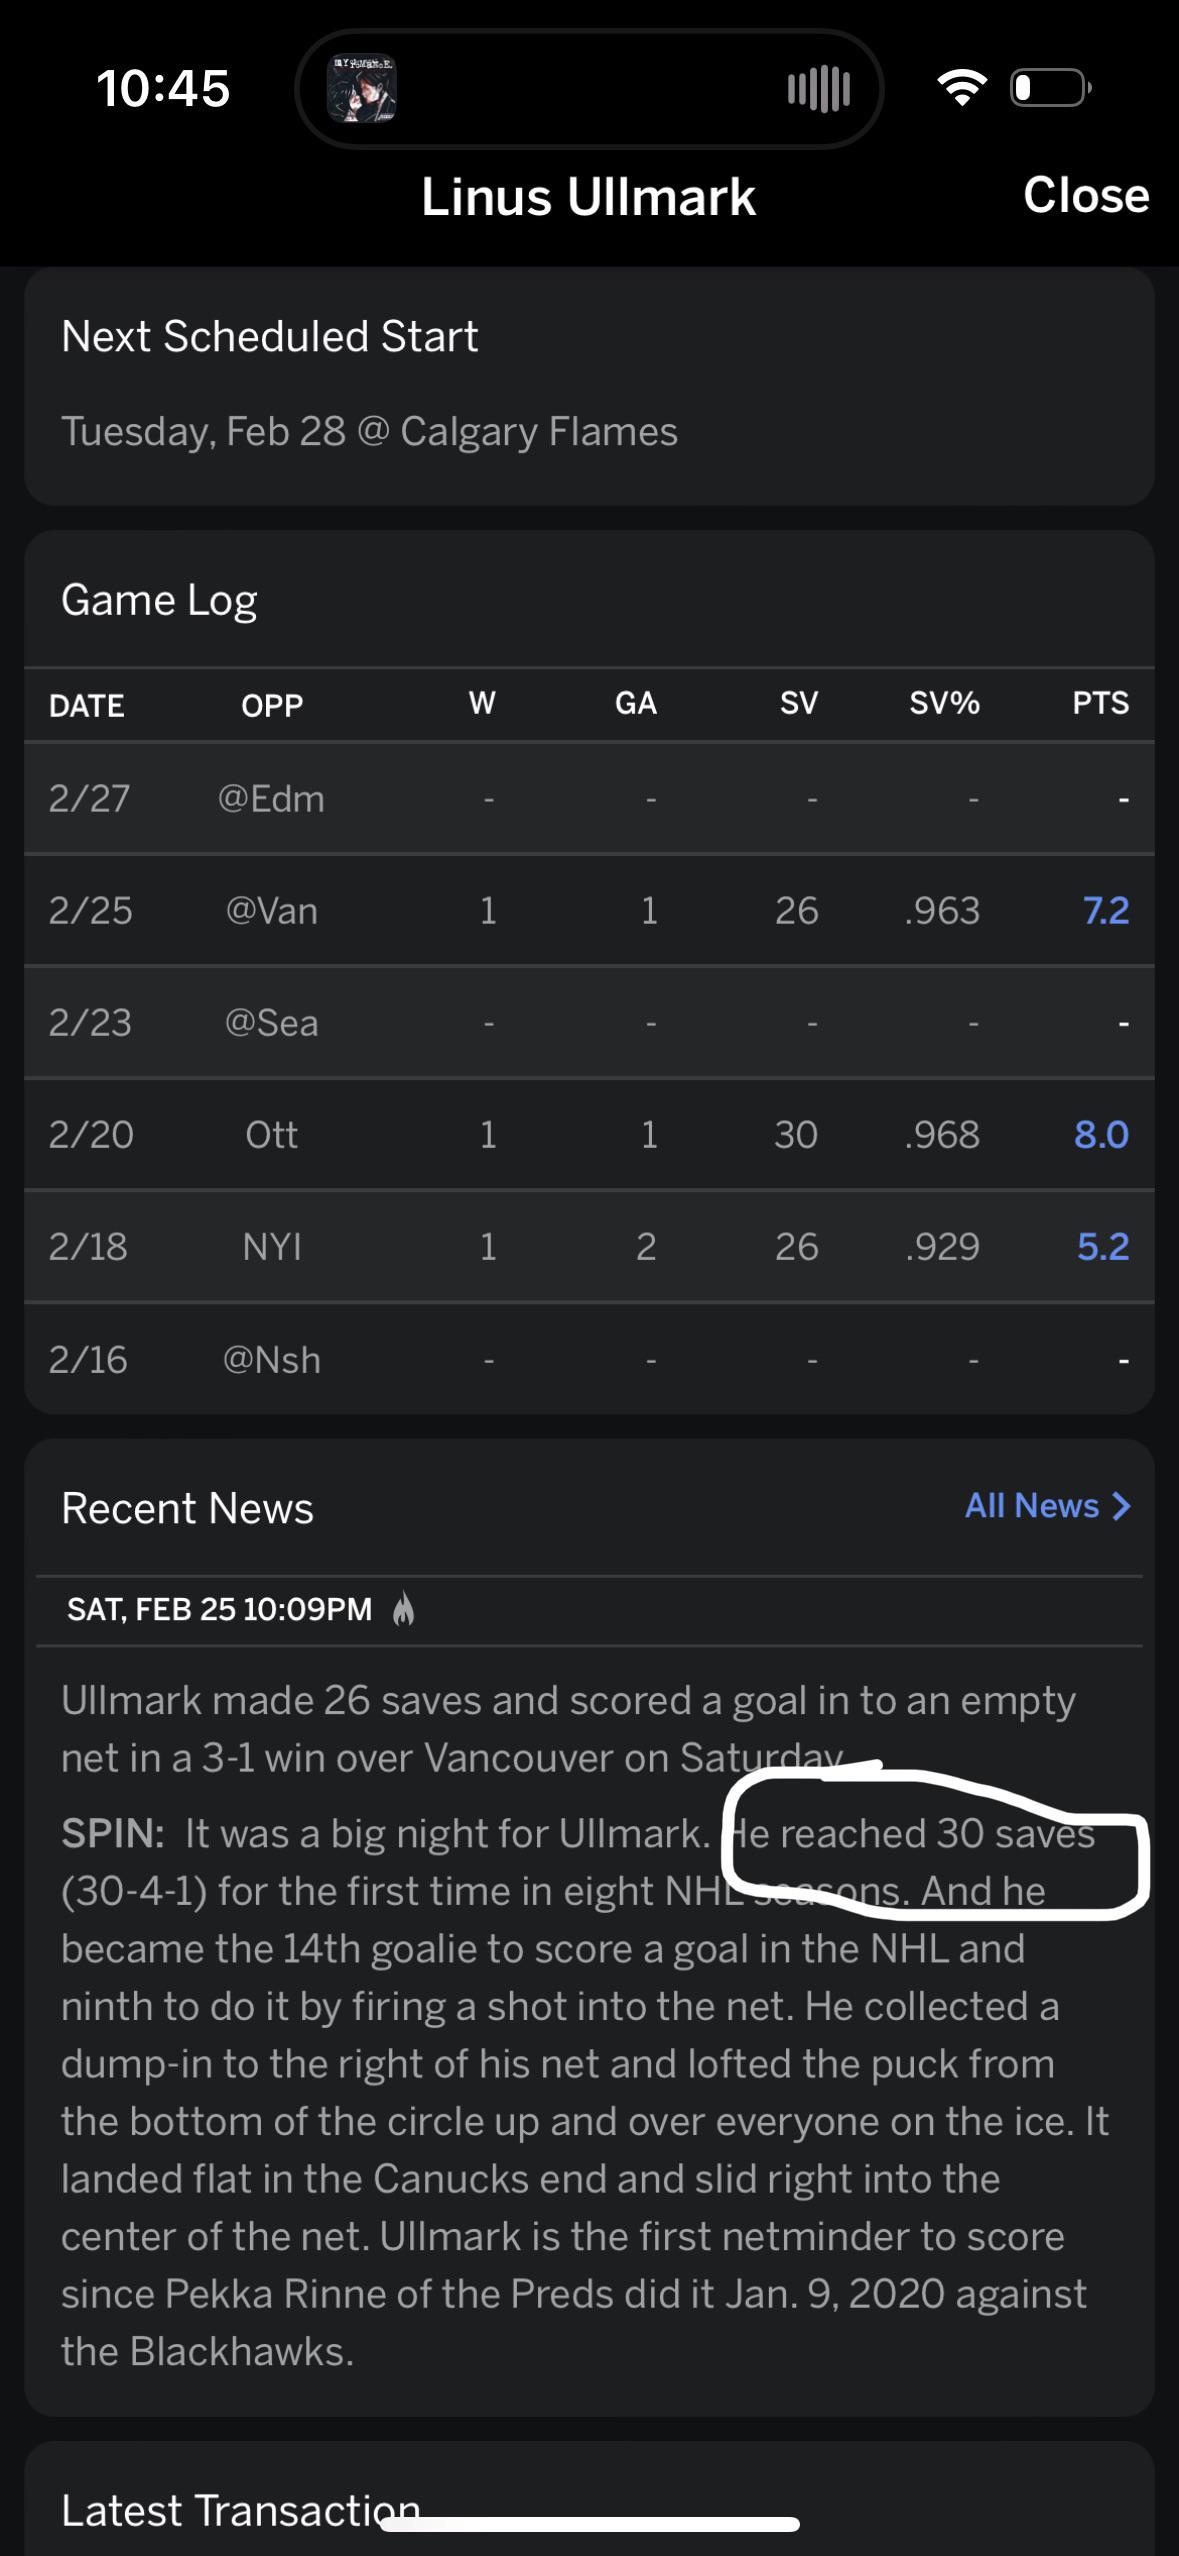 10:45
Linus Ullmark
Close
Next Scheduled Start
Tuesday, Feb 28 @ Calgary Flames
Game Log
DATE OPP W GA SV SV% PTS
2/27 @Edm - - - - -
2/25 @Van 1 1 26 .963 7.2
2/23 @Sea - - - - -
2/20 Ott 1 1 30 .968 8.0
2/18 NYI 1 2 26 .929 5.2
2/16 @Nsh - - - - -
Recent News
All News
SAT, FEB 25 10:09PM
Ullmark made 26 saves and scored a goal in to an empty
net in a 3-1 win over Vancouver on Saturday
SPIN: It was a big night for Ullmark. He reached 30 saves
(30-4-1) for the first time in eight NHL seasons. And he
became the 14th goalie to score a goal in the NHL and
ninth to do it by firing a shot into the net. He collected a
dump-in to the right of his net and lofted the puck from
the bottom of the circle up and over everyone on the ice. It
landed flat in the Canucks end and slid right into the
center of the net. Ullmark is the first netminder to score
since Pekka Rinne of the Preds did it Jan. 9, 2020 against
the Blackhawks.
Latest Transaction